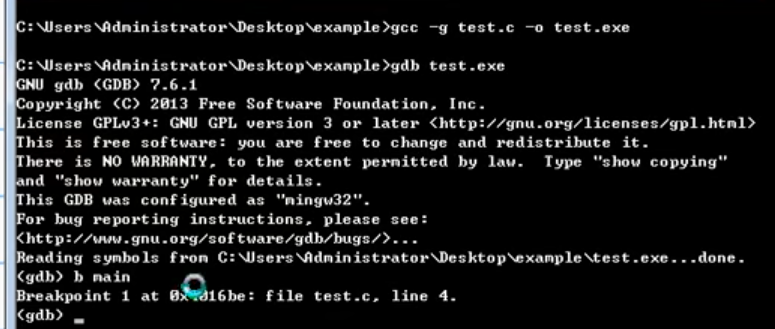 C:\Users\Administrator\Desktop\example>gcc -g test.c -o test.exe
C:\Users\Administrator\Desktop\example>gdb test.exe
GNU gdb (GDB) 7.6.1
Copyright (C) 2013 Free Software Foundation, Inc.
License GPLv3+: GNU GPL version 3 or later <http://gnu.org/licenses/gpl.html>
This is free software: you are free to change and redistribute it.
There is NO WARRANTY, to the extent permitted by law.  Type "show copying"
and "show warranty" for details.
This GDB was configured as "mingw32".
For bug reporting instructions, please see:
<http://www.gnu.org/software/gdb/bugs/>...
Reading symbols from C:\Users\Administrator\Desktop\example\test.exe...done.
(gdb) b main
Breakpoint 1 at file test.c, line 4.
(gdb) _